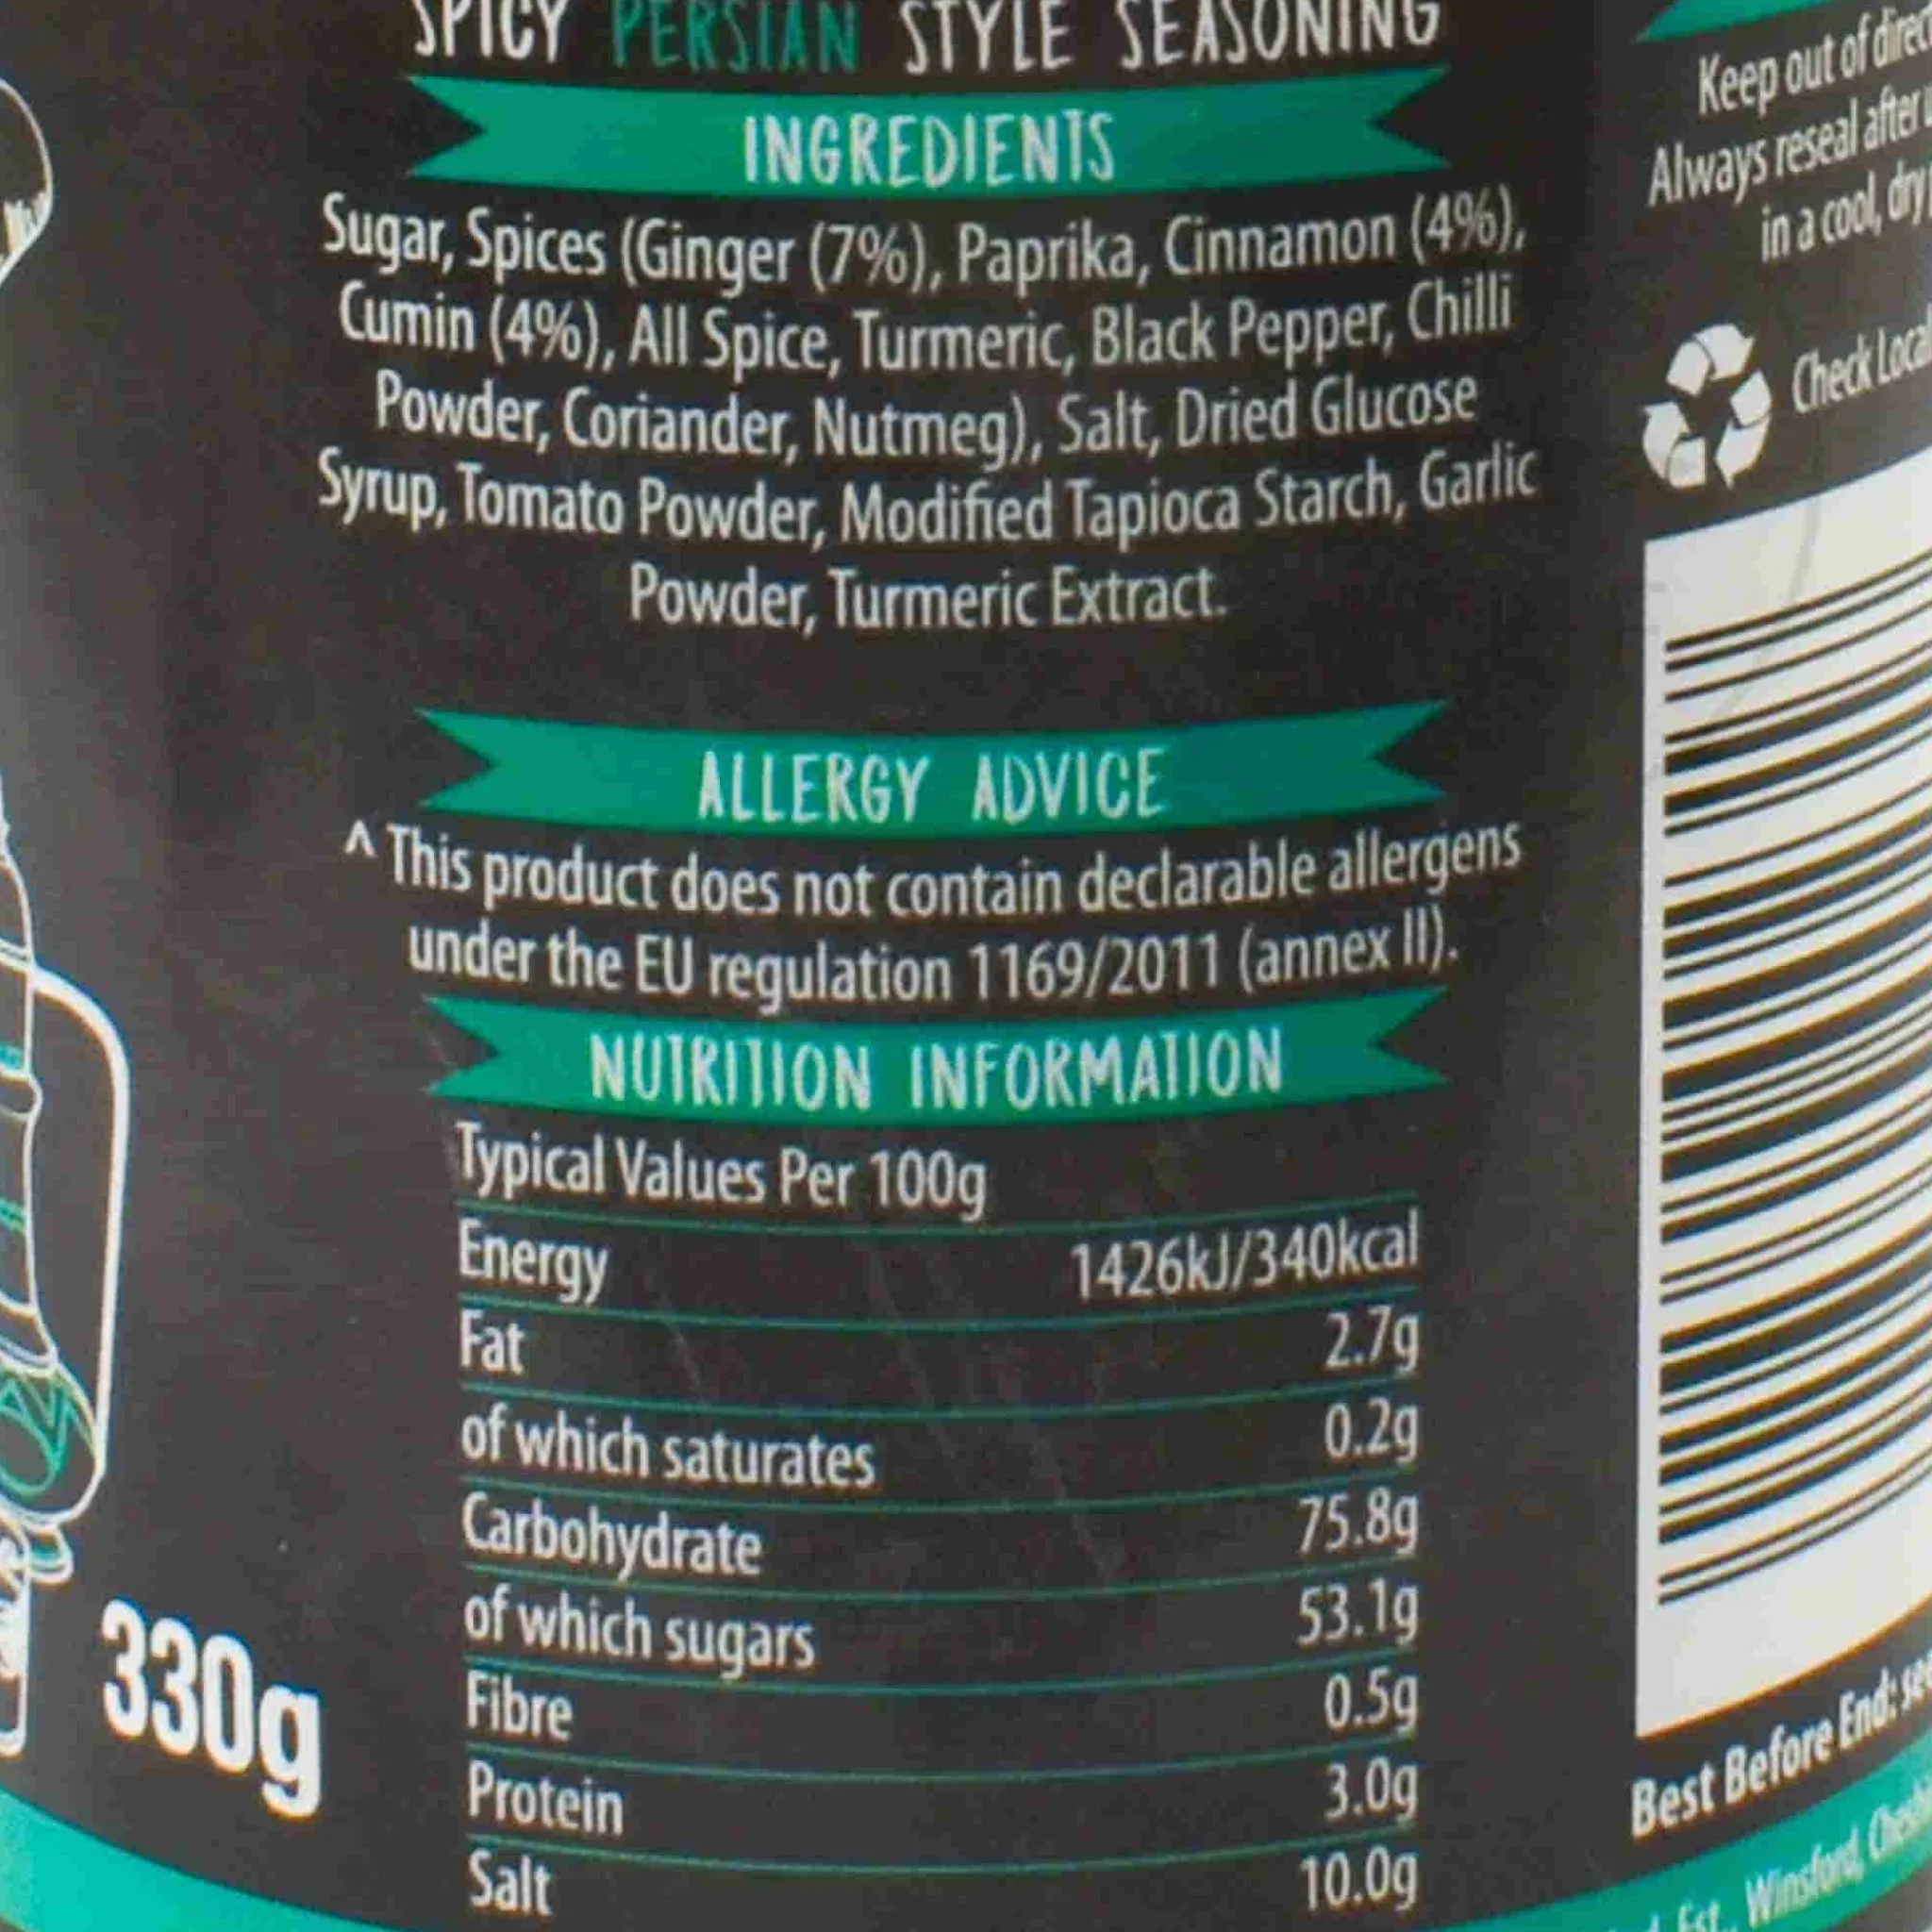 SPICY PERSIAN STYLE SEASONING
INGREDIENTS
Sugar, Spices (Ginger (7%), Paprika, Cinnamon (4%),
Cumin (4%), All Spice, Turmeric, Black Pepper, Chilli
Powder, Coriander, Nutmeg), Salt, Dried Glucose
Syrup, Tomato Powder, Modified Tapioca Starch, Garlic
Powder, Turmeric Extract.
ALLERGY ADVICE
^ This product does not contain declarable allergens
under the EU regulation 1169/2011 (annex II).
NUTRITION INFORMATION
Typical Values Per 100g
Energy 1426kJ/340kcal
Fat 2.7g
of which saturates 0.2g
Carbohydrate 75.8g
of which sugars 53.1g
Fibre 0.5g
Protein 3.0g
Salt 10.0g
330g
Keep out of
Always reseal after
in a cool, dry
Check
Best Before End:
Est., Winsford,